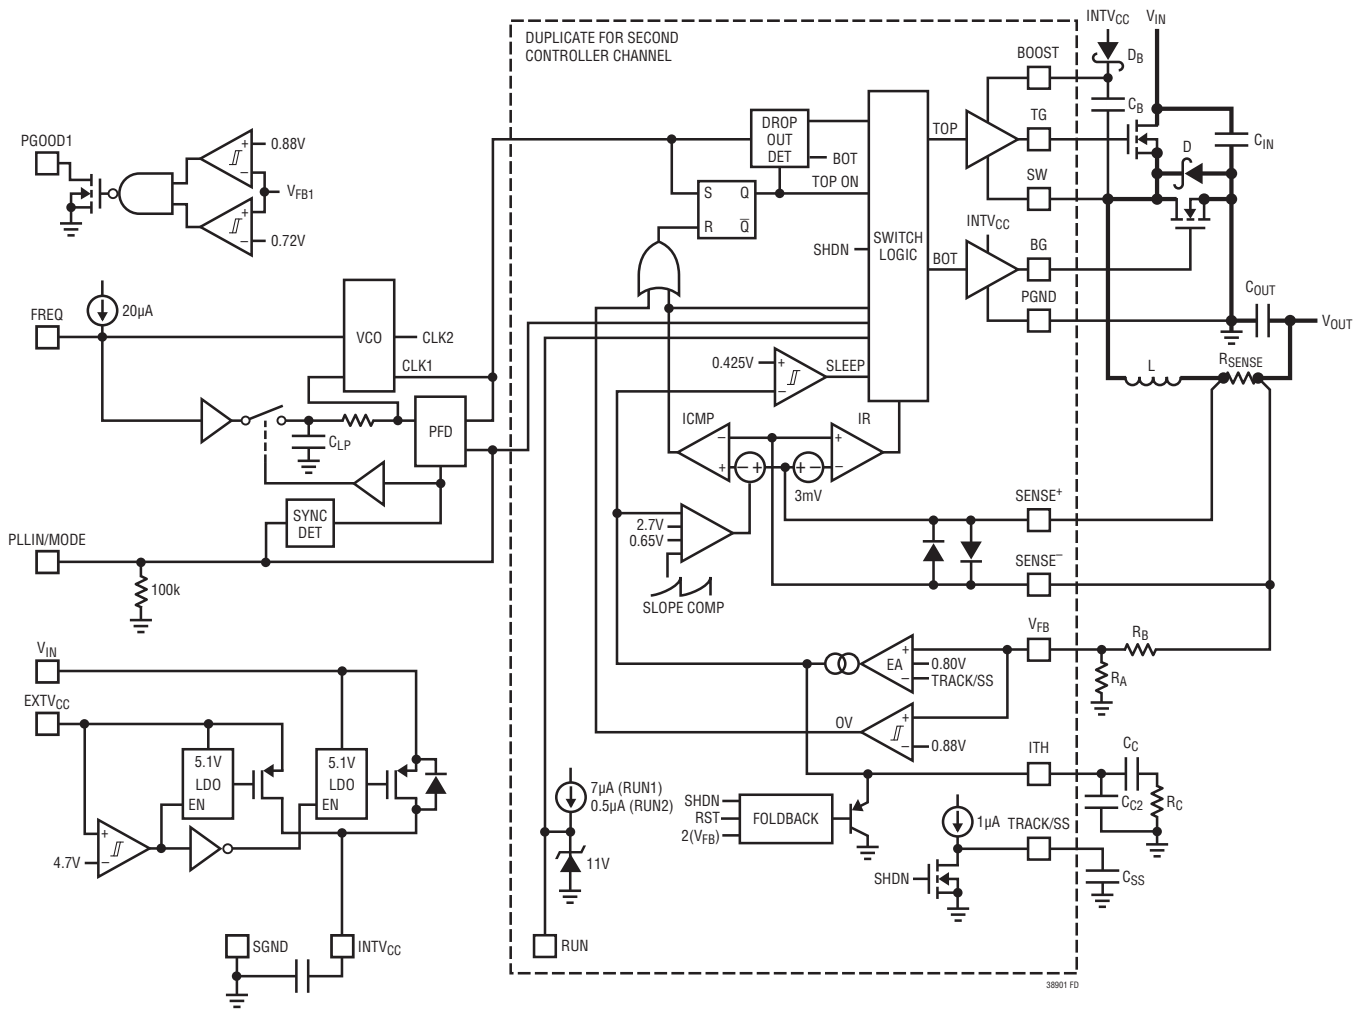 DUPLICATE FOR SECOND
CONTROLLER CHANNEL
INTVCC
VIN
BOOST
DB
CB
TG
CIN
D
SW
INTVCC
BG
PGND
COUT
VOUT
RSENSE
L
PGOOD1
+
0.88V
–
VFB1
+
–
0.72V
DROP
OUT
DET
BOT
TOP ON
S
Q
R
Q̅
SHDN
SWITCH
LOGIC
TOP
BOT
FREQ
20µA
VCO
CLK2
CLK1
CLP
PFD
SYNC
DET
PLLIN/MODE
100k
0.425V
+
–
SLEEP
ICMP
–
+
– +
+ –
3mV
IR
+
–
2.7V
0.65V
SLOPE COMP
SENSE+
SENSE–
VFB
RB
RA
EA
+
0.80V
–
TRACK/SS
OV
+
–
0.88V
ITH
CC
CC2
RC
VIN
EXTVCC
5.1V
LDO
EN
5.1V
LDO
EN
4.7V
+
–
SGND
INTVCC
7µA (RUN1)
0.5µA (RUN2)
11V
RUN
SHDN
RST
2(VFB)
FOLDBACK
1µA
TRACK/SS
SHDN
CSS
38901 FD